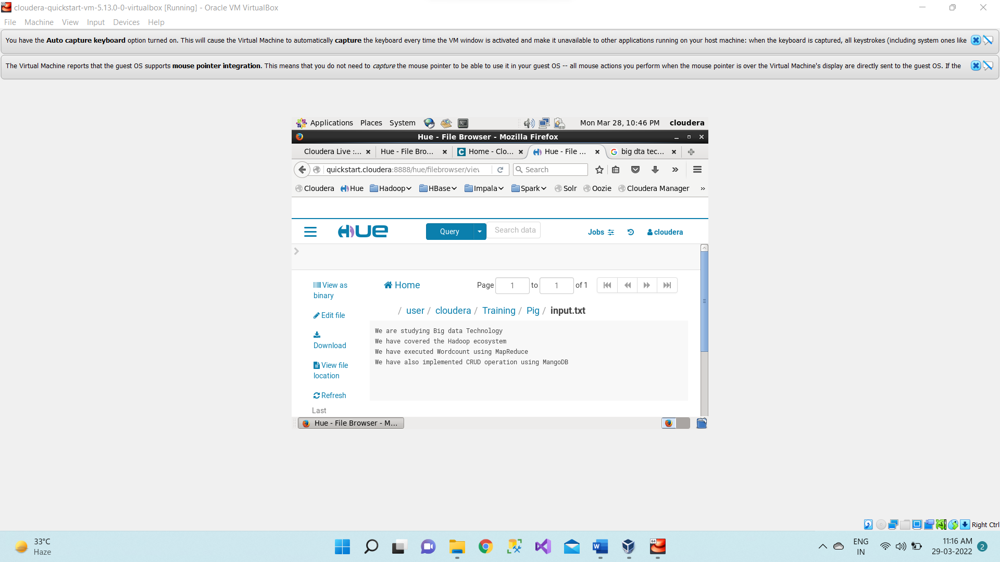 cloudera-quickstart-vm-5.13.0-0-virtualbox [Running] - Oracle VM VirtualBox
File Machine View Input Devices Help
You have the Auto capture keyboard option turned on. This will cause the Virtual Machine to automatically capture the keyboard every time the VM window is activated and make it unavailable to other applications running on your host machine: when the keyboard is captured, all keystrokes (including system ones like
The Virtual Machine reports that the guest OS supports mouse pointer integration. This means that you do not need to capture the mouse pointer to be able to use it in your guest OS -- all mouse actions you perform when the mouse pointer is over the Virtual Machine's display are directly sent to the guest OS. If the
Applications Places System Mon Mar 28, 10:46 PM cloudera
Hue - File Browser - Mozilla Firefox
Cloudera Live :... Hue - File Bro... Home - Clo... Hue - File ... big dta tec...
quickstart.cloudera:8888/hue/filebrowser/view Search
Cloudera Hue Hadoop HBase Impala Spark Solr Oozie Cloudera Manager »
HUE Query Search data Jobs cloudera
View as binary
Home Page 1 to 1 of 1
Edit file
/ user / cloudera / Training / Pig / input.txt
Download
View file location
Refresh
Last
We are studying Big data Technology
We have covered the Hadoop ecosystem
We have executed Wordcount using MapReduce
We have also implemented CRUD operation using MangoDB
Hue - File Browser - M...
Right Ctrl
33°C
Haze
ENG
IN
11:16 AM
29-03-2022
2